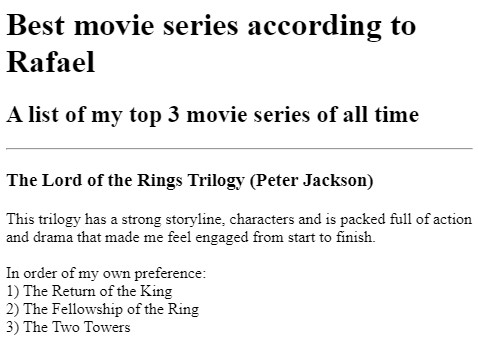 Best movie series according to
Rafael
A list of my top 3 movie series of all time
The Lord of the Rings Trilogy (Peter Jackson)
This trilogy has a strong storyline, characters and is packed full of action
and drama that made me feel engaged from start to finish.
In order of my own preference:
1) The Return of the King
2) The Fellowship of the Ring
3) The Two Towers